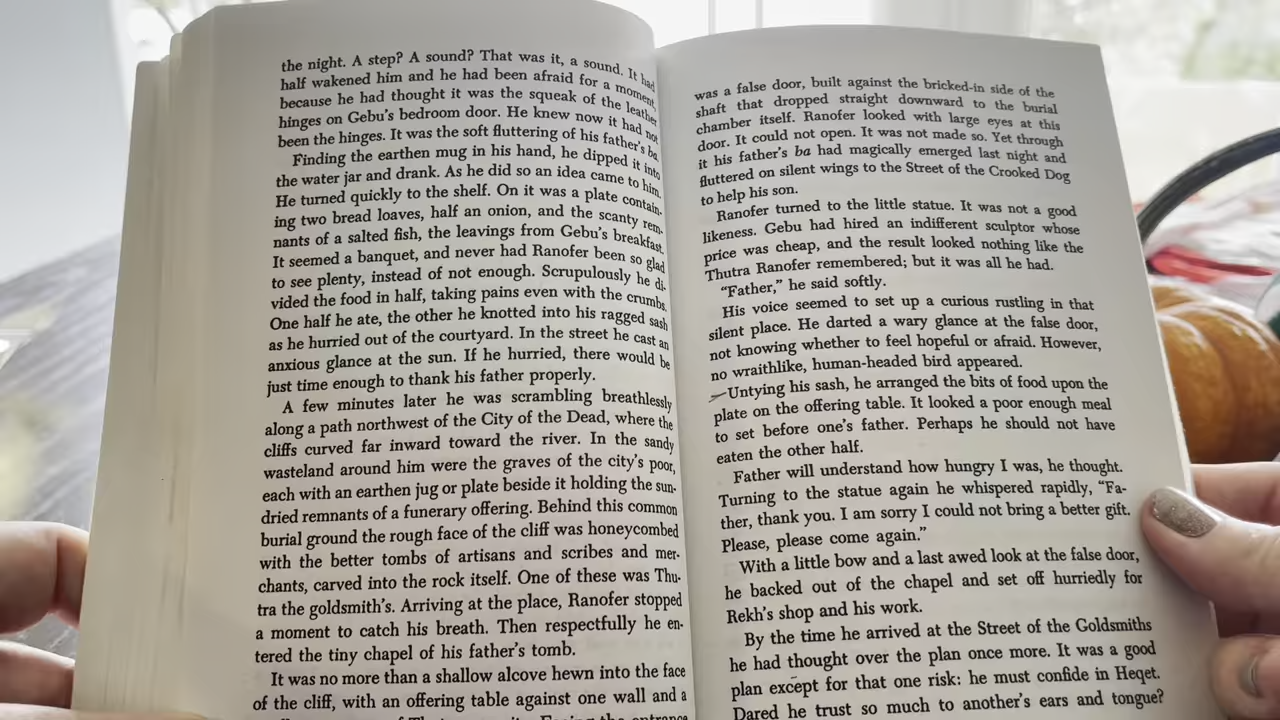 the night. A step? A sound? That was it, a sound. It had
half wakened him and he had been afraid for a moment,
because he had thought it was the squeak of the leather
hinges on Gebu's bedroom door. He knew now it had not
been the hinges. It was the soft fluttering of his father's ba.
Finding the earthen mug in his hand, he dipped it into
the water jar and drank. As he did so an idea came to him.
He turned quickly to the shelf. On it was a plate contain-
ing two bread loaves, half an onion, and the scanty rem-
nants of a salted fish, the leavings from Gebu's breakfast.
It seemed a banquet, and never had Ranofer been so glad
to see plenty, instead of not enough. Scrupulously he di-
vided the food in half, taking pains even with the crumbs.
One half he ate, the other he knotted into his ragged sash
as he hurried out of the courtyard. In the street he cast an
anxious glance at the sun. If he hurried, there would be
just time enough to thank his father properly.
A few minutes later he was scrambling breathlessly
along a path northwest of the City of the Dead, where the
cliffs curved far inward toward the river. In the sandy
wasteland around him were the graves of the city's poor,
each with an earthen jug or plate beside it holding the sun-
dried remnants of a funerary offering. Behind this common
burial ground the rough face of the cliff was honeycombed
with the better tombs of artisans and scribes and mer-
chants, carved into the rock itself. One of these was Thu-
tra the goldsmith's. Arriving at the place, Ranofer stopped
a moment to catch his breath. Then respectfully he en-
tered the tiny chapel of his father's tomb.
It was no more than a shallow alcove hewn into the face
of the cliff, with an offering table against one wall and a
the entrance
was a false door, built against the bricked-in side of the
shaft that dropped straight downward to the burial
chamber itself. Ranofer looked with large eyes at this
door. It could not open. It was not made so. Yet through
it his father's ba had magically emerged last night and
fluttered on silent wings to the Street of the Crooked Dog
to help his son.
Ranofer turned to the little statue. It was not a good
likeness. Gebu had hired an indifferent sculptor whose
price was cheap, and the result looked nothing like the
Thutra Ranofer remembered; but it was all he had.
"Father," he said softly.
His voice seemed to set up a curious rustling in that
silent place. He darted a wary glance at the false door,
not knowing whether to feel hopeful or afraid. However,
no wraithlike, human-headed bird appeared.
Untying his sash, he arranged the bits of food upon the
plate on the offering table. It looked a poor enough meal
to set before one's father. Perhaps he should not have
eaten the other half.
Father will understand how hungry I was, he thought.
Turning to the statue again he whispered rapidly, "Fa-
ther, thank you. I am sorry I could not bring a better gift.
Please, please come again."
With a little bow and a last awed look at the false door,
he backed out of the chapel and set off hurriedly for
Rekh's shop and his work.
By the time he arrived at the Street of the Goldsmiths
he had thought over the plan once more. It was a good
plan except for that one risk: he must confide in Heqet.
Dared he trust so much to another's ears and tongue?